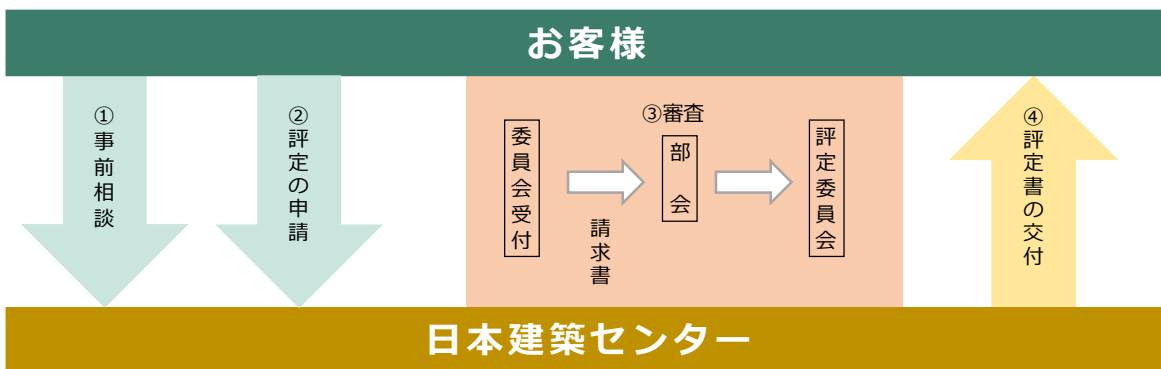 お客様
①事前相談
②評定の申請
③審査
委員会受付
請求書
部会
評定委員会
④評定書の交付
日本建築センター